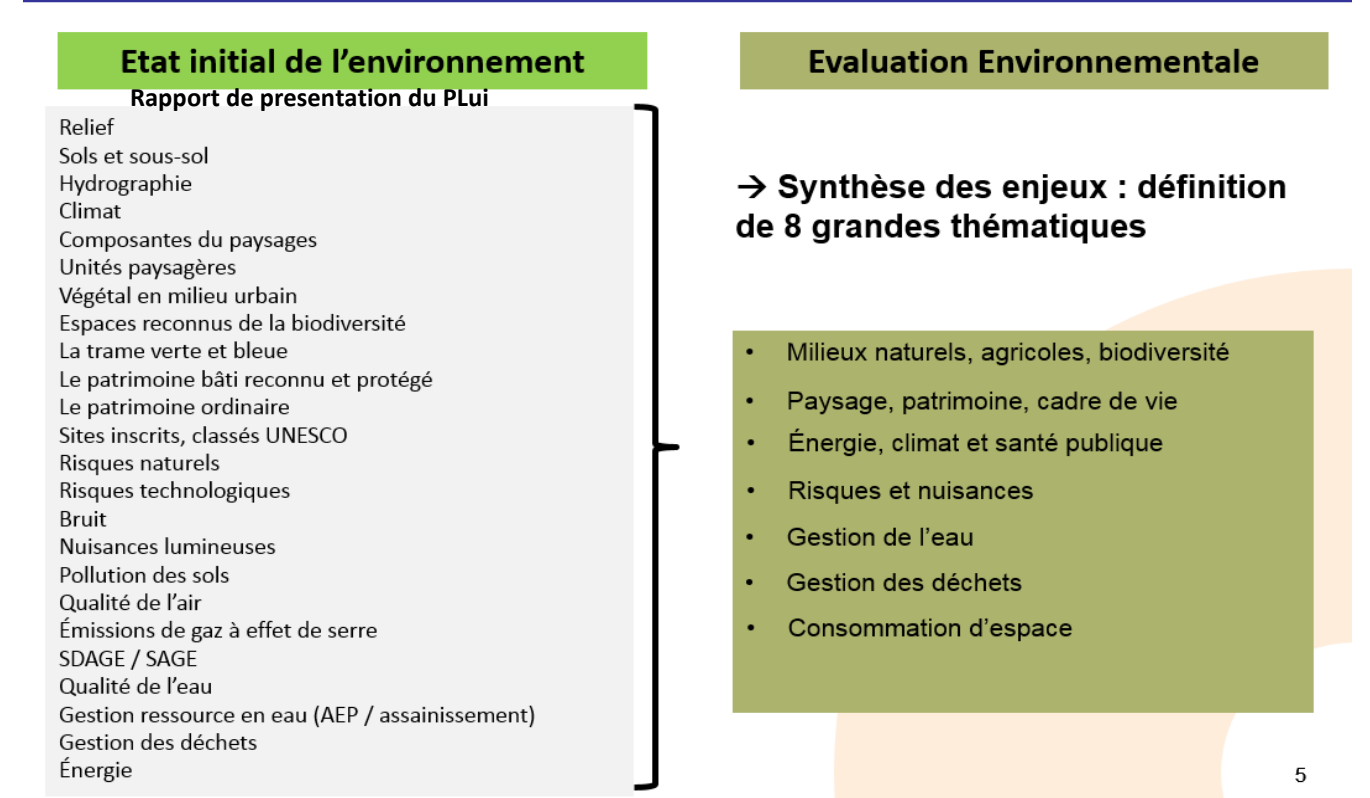 Etat initial de l'environnement
Rapport de presentation du PLui
Relief
Sols et sous-sol
Hydrographie
Climat
Composantes du paysages
Unités paysagères
Végétal en milieu urbain
Espaces reconnus de la biodiversité
La trame verte et bleue
Le patrimoine bâti reconnu et protégé
Le patrimoine ordinaire
Sites inscrits, classés UNESCO
Risques naturels
Risques technologiques
Bruit
Nuisances lumineuses
Pollution des sols
Qualité de l'air
Émissions de gaz à effet de serre
SDAGE / SAGE
Qualité de l'eau
Gestion ressource en eau (AEP / assainissement)
Gestion des déchets
Énergie
Evaluation Environnementale
→ Synthèse des enjeux : définition
de 8 grandes thématiques
• Milieux naturels, agricoles, biodiversité
• Paysage, patrimoine, cadre de vie
• Énergie, climat et santé publique
• Risques et nuisances
• Gestion de l'eau
• Gestion des déchets
• Consommation d'espace
5